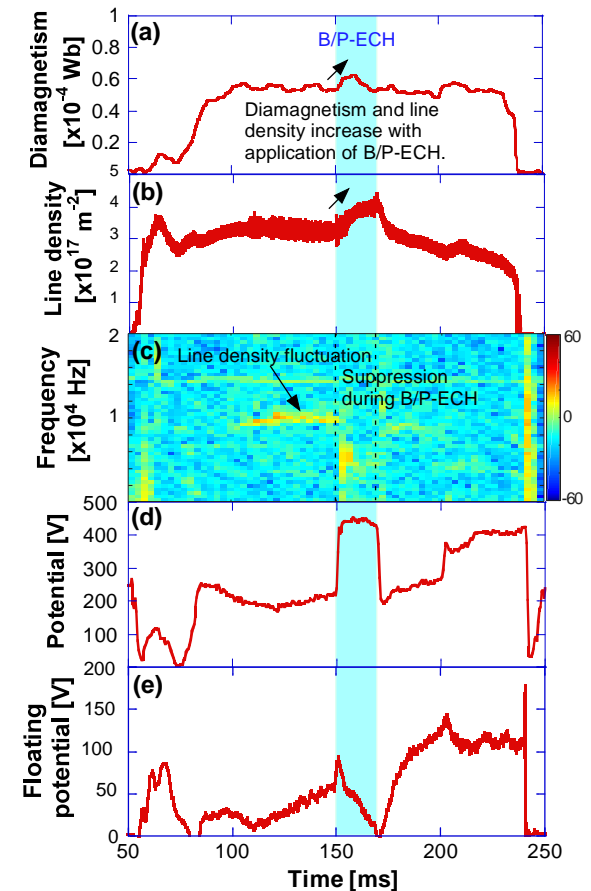 (a)
B/P-ECH
Diamagnetism and line
density increase with
application of B/P-ECH.
Diamagnetism
[x10⁻⁴ Wb]
1
0.8
0.6
0.4
0.2
5
(b)
Line density
[x10¹⁷ m⁻²]
4
3
2
1
2
(c)
Line density fluctuation
Suppression
during B/P-ECH
Frequency
[x10⁴ Hz]
1
60
0
-60
500
(d)
Potential [V]
400
300
200
100
200
(e)
Floating
potential [V]
150
100
50
0
50
100
150
200
250
Time [ms]